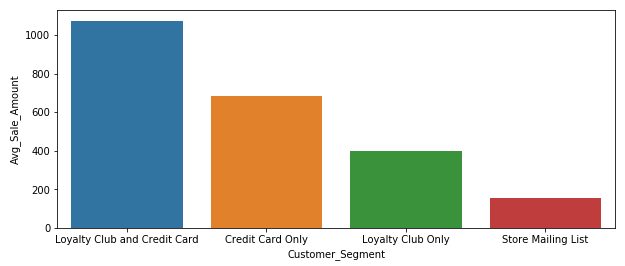 1000
800
600
400
200
0
Avg_Sale_Amount
Loyalty Club and Credit Card
Credit Card Only
Loyalty Club Only
Store Mailing List
Customer_Segment